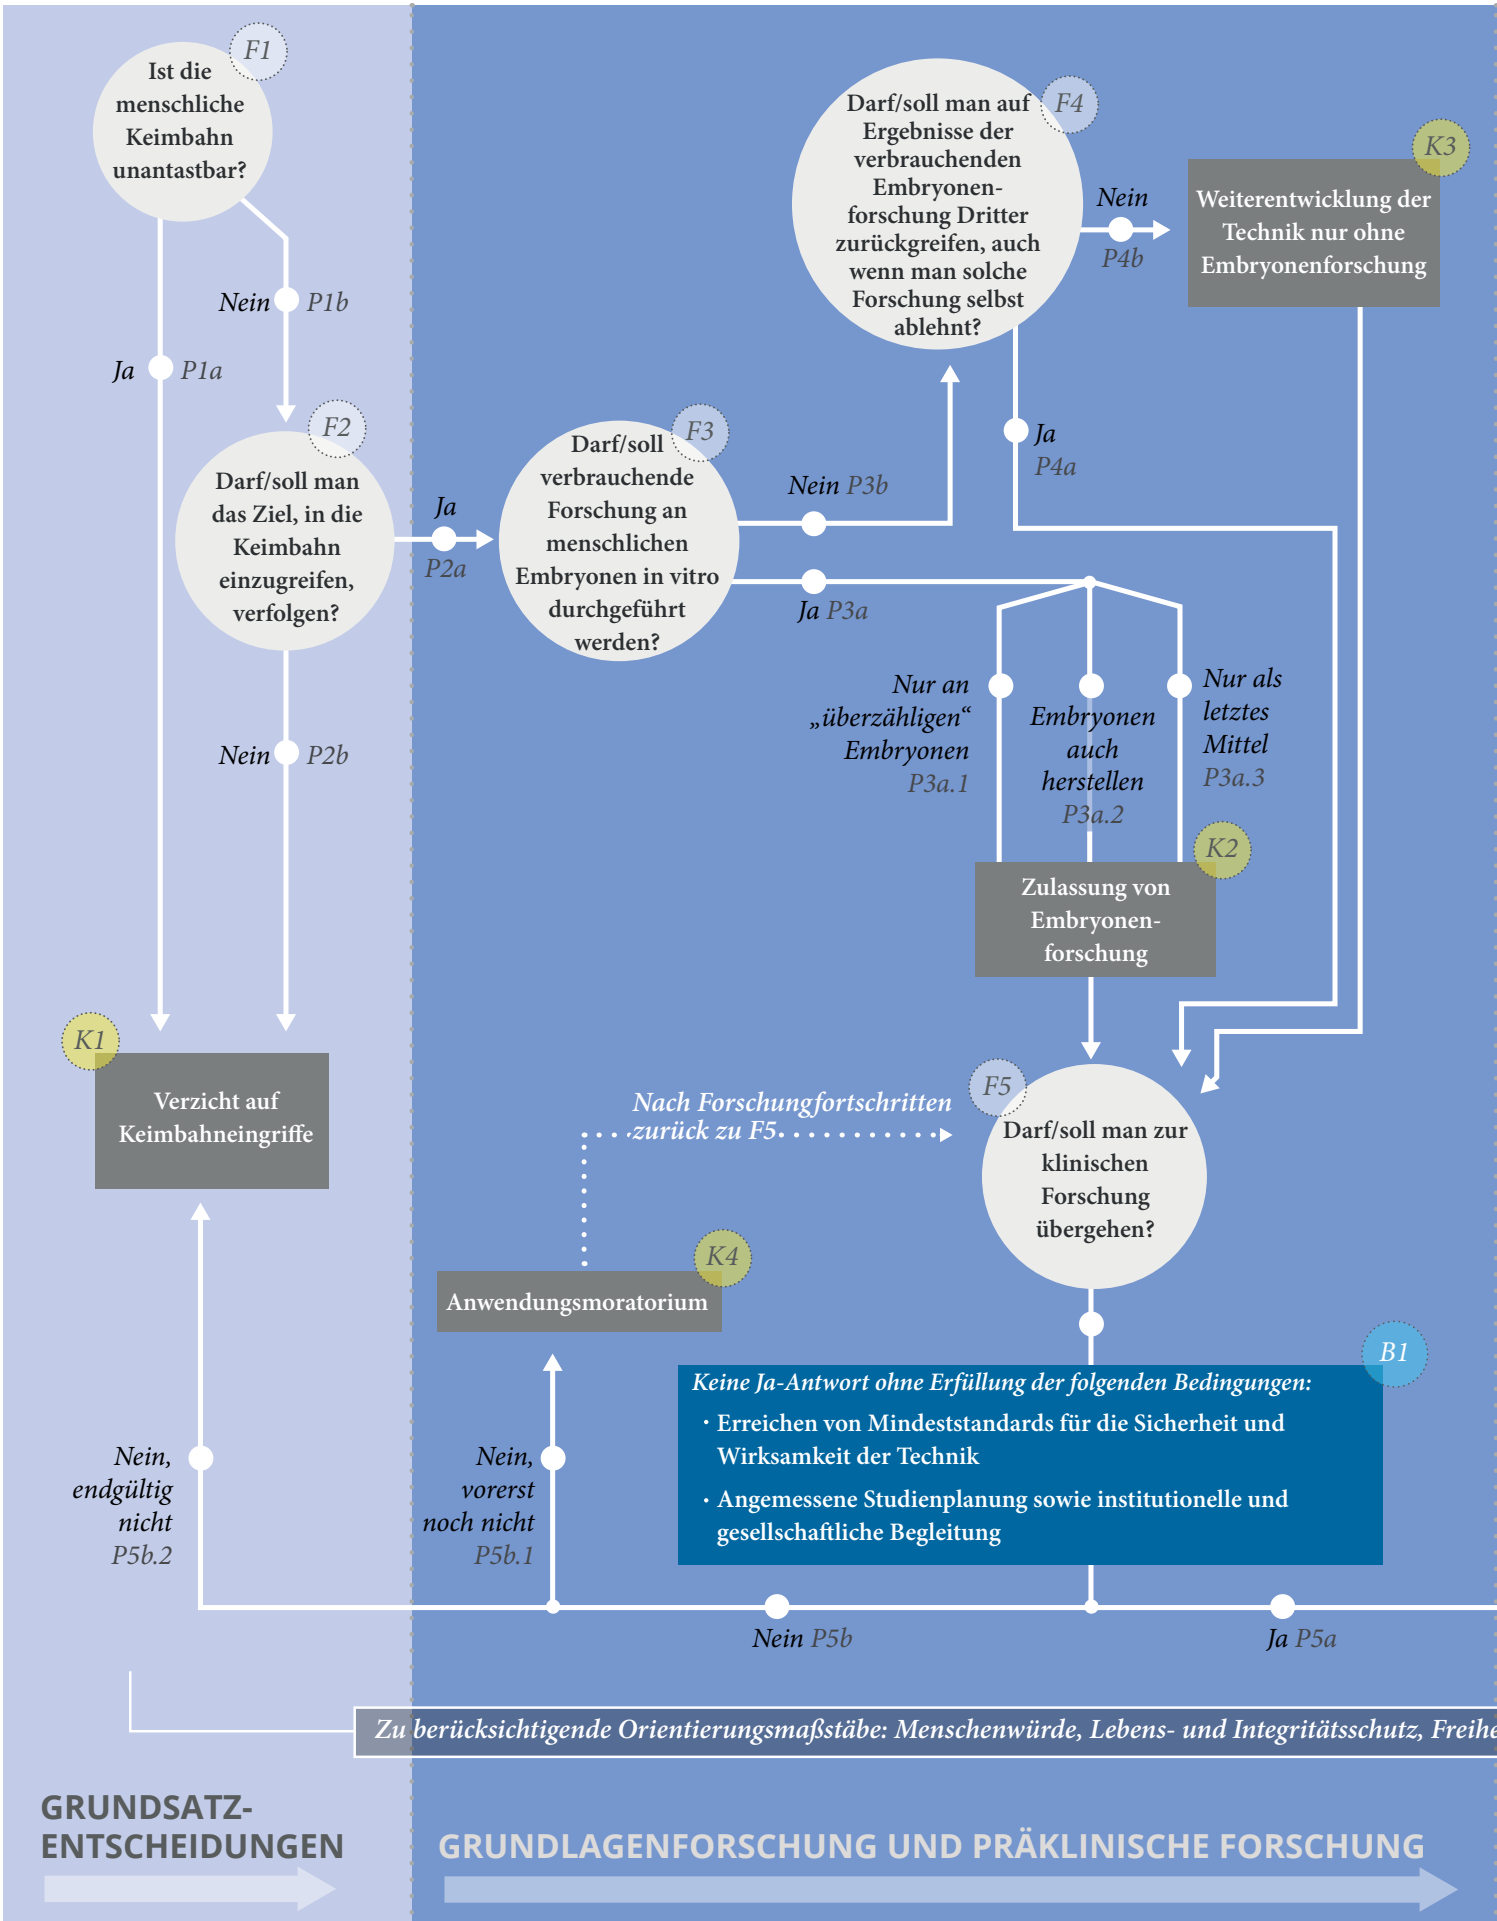 F1
Ist die
menschliche
Keimbahn
unantastbar?
Nein P1b
Ja P1a
F2
Darf/soll man
das Ziel, in die
Keimbahn
einzugreifen,
verfolgen?
Ja
P2a
Nein P2b
F3
Darf/soll
verbrauchende
Forschung an
menschlichen
Embryonen in vitro
durchgeführt
werden?
Nein P3b
Ja P3a
F4
Darf/soll man auf
Ergebnisse der
verbrauchenden
Embryonen-
forschung Dritter
zurückgreifen, auch
wenn man solche
Forschung selbst
ablehnt?
Nein
P4b
Ja
P4a
K3
Weiterentwicklung der
Technik nur ohne
Embryonenforschung
Nur an
„überzähligen“
Embryonen
P3a.1
Embryonen
auch
herstellen
P3a.2
Nur als
letztes
Mittel
P3a.3
K2
Zulassung von
Embryonen-
forschung
K1
Verzicht auf
Keimbahneingriffe
Nach Forschungfortschritten
zurück zu F5
F5
Darf/soll man zur
klinischen
Forschung
übergehen?
K4
Anwendungsmoratorium
B1
Keine Ja-Antwort ohne Erfüllung der folgenden Bedingungen:
· Erreichen von Mindeststandards für die Sicherheit und
Wirksamkeit der Technik
· Angemessene Studienplanung sowie institutionelle und
gesellschaftliche Begleitung
Nein,
endgültig
nicht
P5b.2
Nein,
vorerst
noch nicht
P5b.1
Nein P5b
Ja P5a
Zu berücksichtigende Orientierungsmaßstäbe: Menschenwürde, Lebens- und Integritätsschutz, Freihe
GRUNDSATZ-
ENTSCHEIDUNGEN
GRUNDLAGENFORSCHUNG UND PRÄKLINISCHE FORSCHUNG